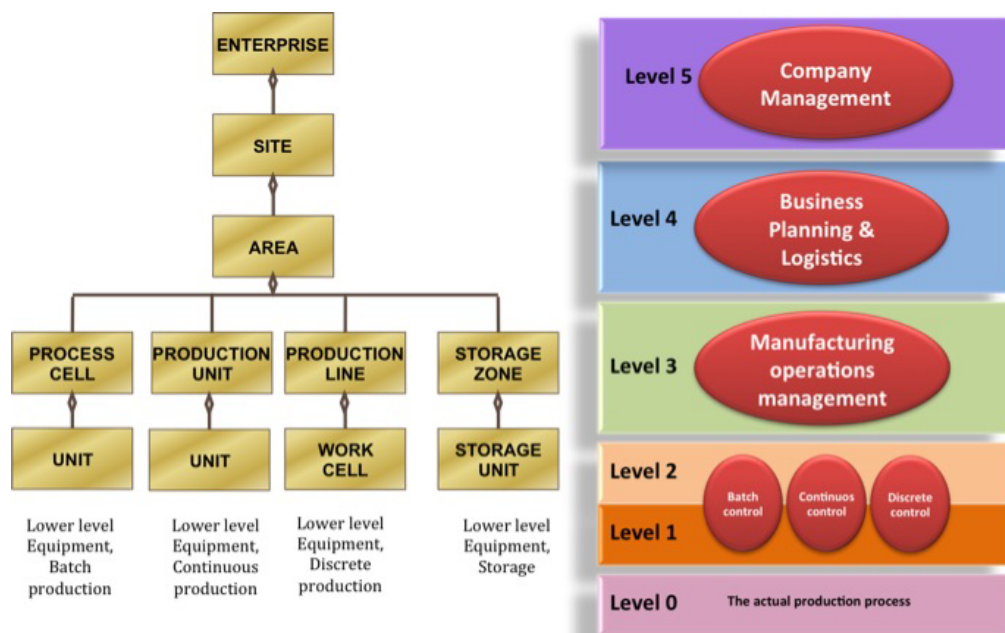 ENTERPRISE
SITE
AREA
PROCESS
CELL
PRODUCTION
UNIT
PRODUCTION
LINE
STORAGE
ZONE
UNIT
UNIT
WORK
CELL
STORAGE
UNIT
Lower level
Equipment,
Batch
production
Lower level
Equipment,
Continuous
production
Lower level
Equipment,
Discrete
production
Lower level
Equipment,
Storage
Level 5
Company
Management
Level 4
Business
Planning &
Logistics
Level 3
Manufacturing
operations
management
Level 2
Level 1
Batch
control
Continuos
control
Discrete
control
Level 0
The actual production process